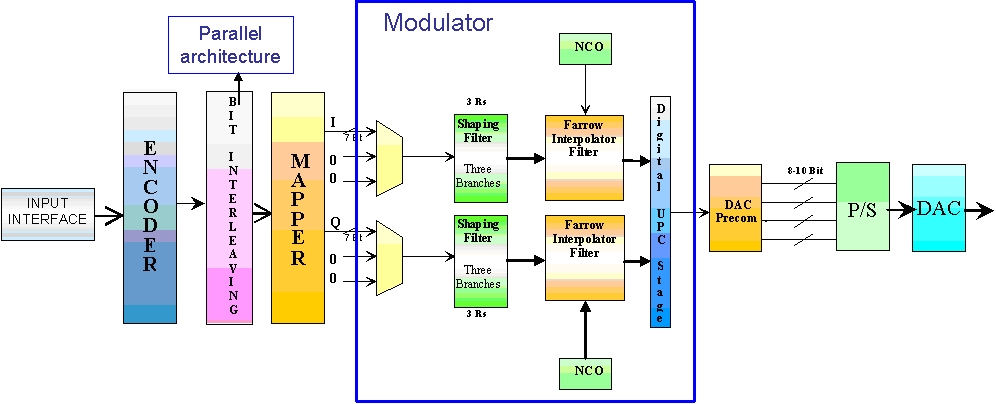 Modulator
Parallel
architecture
NCO
INPUT
INTERFACE
ENCODER
BIT INTERLEAVING
MAPPER
I
7 Bit
0
0
Q
7 Bit
0
0
3 Rs
Shaping
Filter
Three
Branches
Farrow
Interpolator
Filter
Shaping
Filter
Three
Branches
3 Rs
Farrow
Interpolator
Filter
NCO
Digital UPC Stage
DAC
Precom.
8-10 Bit
P/S
DAC